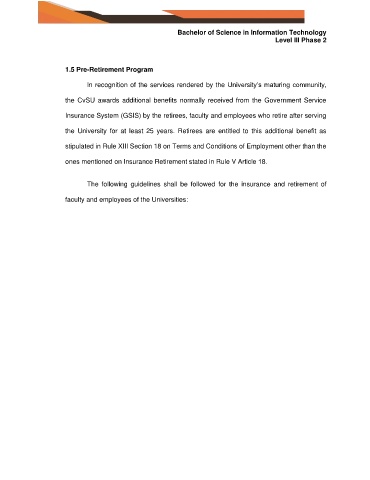 Bachelor of Science in Information Technology
Level III Phase 2
1.5 Pre-Retirement Program
In recognition of the services rendered by the University's maturing community,
the CvSU awards additional benefits normally received from the Government Service
Insurance System (GSIS) by the retirees, faculty and employees who retire after serving
the University for at least 25 years. Retirees are entitled to this additional benefit as
stipulated in Rule XIII Section 18 on Terms and Conditions of Employment other than the
ones mentioned on Insurance Retirement stated in Rule V Article 18.
The following guidelines shall be followed for the insurance and retirement of
faculty and employees of the Universities: